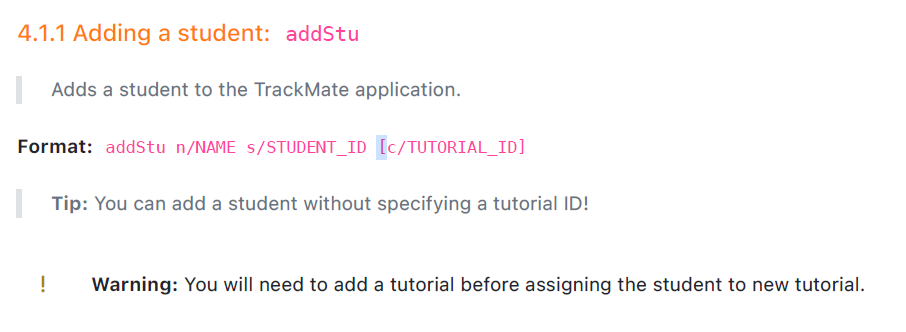 4.1.1 Adding a student: addStu
Adds a student to the TrackMate application.
Format: addStu n/NAME s/STUDENT_ID [c/TUTORIAL_ID]
Tip: You can add a student without specifying a tutorial ID!
! Warning: You will need to add a tutorial before assigning the student to new tutorial.